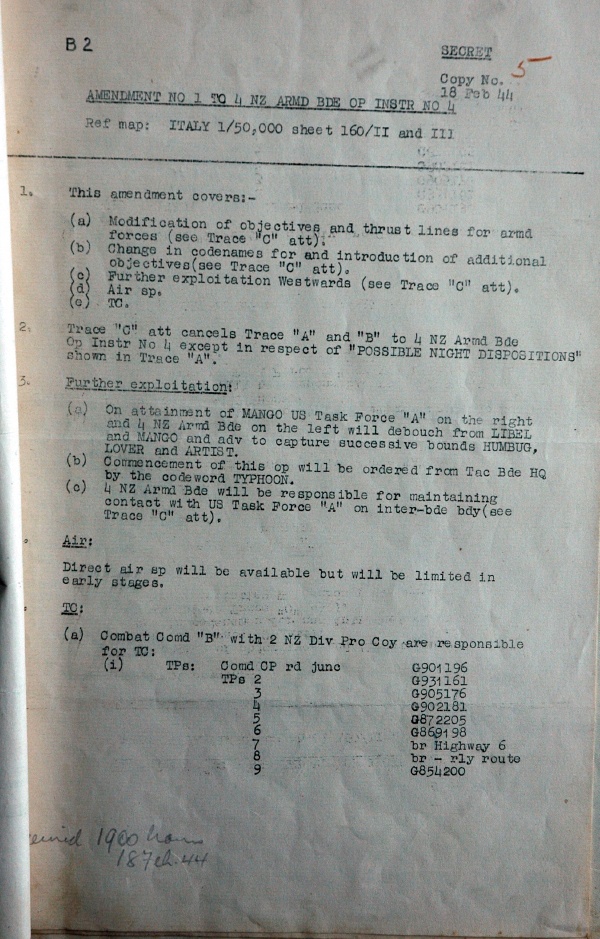 B 2
SECRET
Copy No. 5
18 Feb 44
AMENDMENT NO 1 TO 4 NZ ARMD BDE OP INSTR NO 4
Ref map: ITALY 1/50,000 sheet 160/II and III
1. This amendment covers:-
(a) Modification of objectives and thrust lines for armd
forces (see Trace "C" att).
(b) Change in codenames for and introduction of additional
objectives(see Trace "C" att).
(c) Further exploitation Westwards (see Trace "C" att).
(d) Air sp.
(e) TC.
2. Trace "C" att cancels Trace "A" and "B" to 4 NZ Armd Bde
Op Instr No 4 except in respect of "POSSIBLE NIGHT DISPOSITIONS"
shown in Trace "A".
3. Further exploitation:
(a) On attainment of MANGO US Task Force "A" on the right
and 4 NZ Armd Bde on the left will debouch from LIBEL
and MANGO and adv to capture successive bounds HUMBUG,
LOVER and ARTIST.
(b) Commencement of this op will be ordered from Tac Bde HQ
by the codeword TYPHOON.
(c) 4 NZ Armd Bde will be responsible for maintaining
contact with US Task Force "A" on inter-bde bdy(see
Trace "C" att).
Air:
Direct air sp will be available but will be limited in
early stages.
TC:
(a) Combat Comd "B" with 2 NZ Div Pro Coy are responsible
for TC:
(i) TPs: Comd CP rd junc G901196
TPs 2 G931161
3 G905176
4 G902181
5 G872205
6 G869198
7 br Highway 6
8 br - rly route
9 G854200
1900 hours
18 Feb. 44